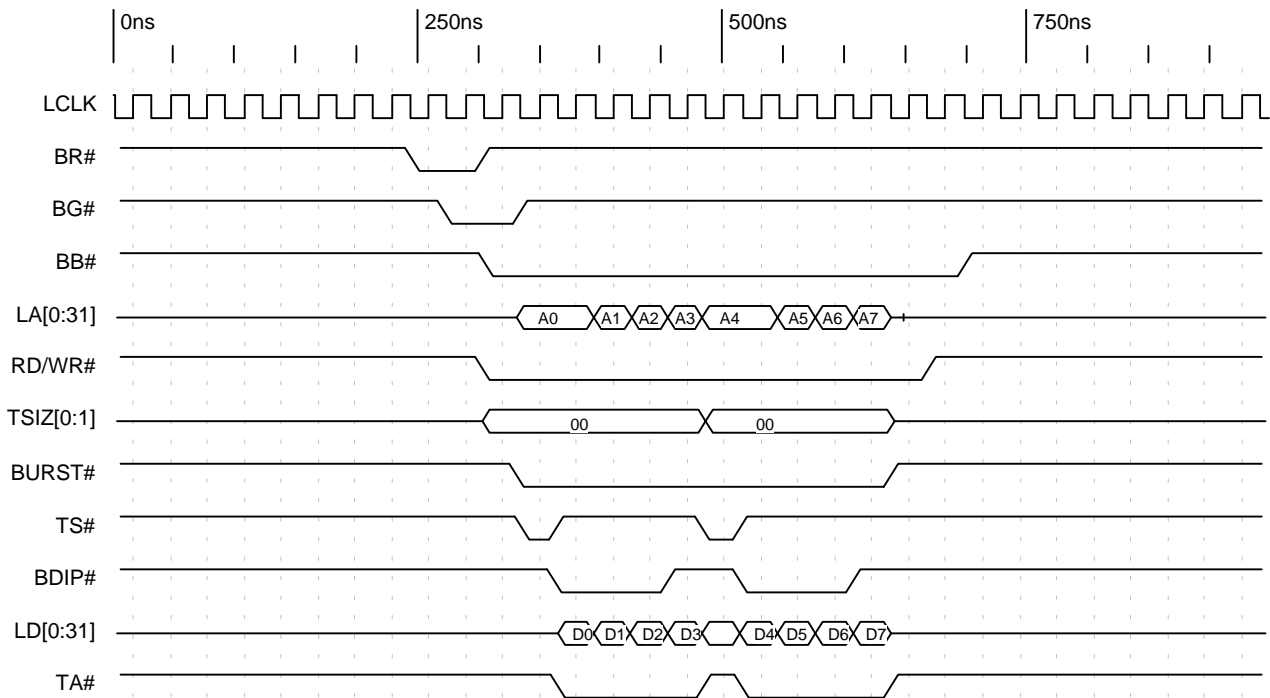 0ns 250ns 500ns 750ns
LCLK
BR#
BG#
BB#
LA[0:31] A0 A1 A2 A3 A4 A5 A6 A7
RD/WR#
TSIZ[0:1] 00 00
BURST#
TS#
BDIP#
LD[0:31] D0 D1 D2 D3 D4 D5 D6 D7
TA#